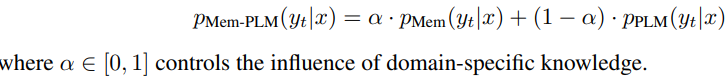 p_{Mem-PLM}(y_t|x) = α · p_{Mem}(y_t|x) + (1 − α) · p_{PLM}(y_t|x)
where α ∈ [0, 1] controls the influence of domain-specific knowledge.